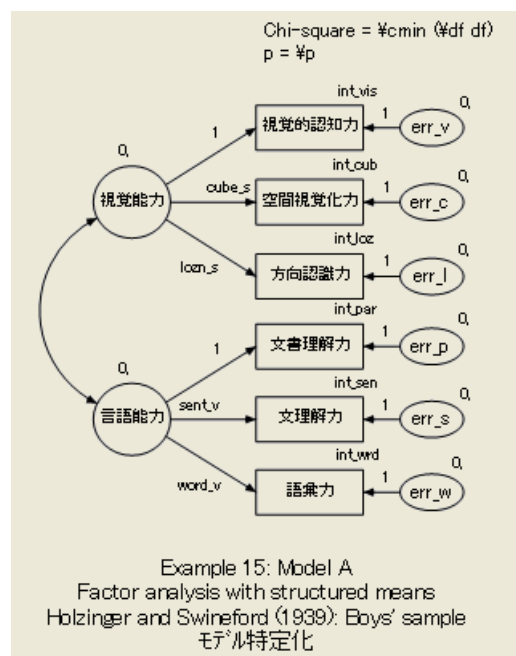 Chi-square = ¥cmin (¥df df)
p = ¥p
int_vis
0,
1
視覚的認知力
1
err_v
0,
int_cub
0,
視覚能力
cube_s
空間視覚化力
1
err_c
int_loz
0,
lozn_s
方向認識力
1
err_l
int_par
0,
1
文書理解力
1
err_p
0,
int_sen
0,
言語能力
sent_v
文理解力
1
err_s
int_wrd
0,
word_v
語彙力
1
err_w
Example 15: Model A
Factor analysis with structured means
Holzinger and Swineford (1939): Boys' sample
モデル特定化